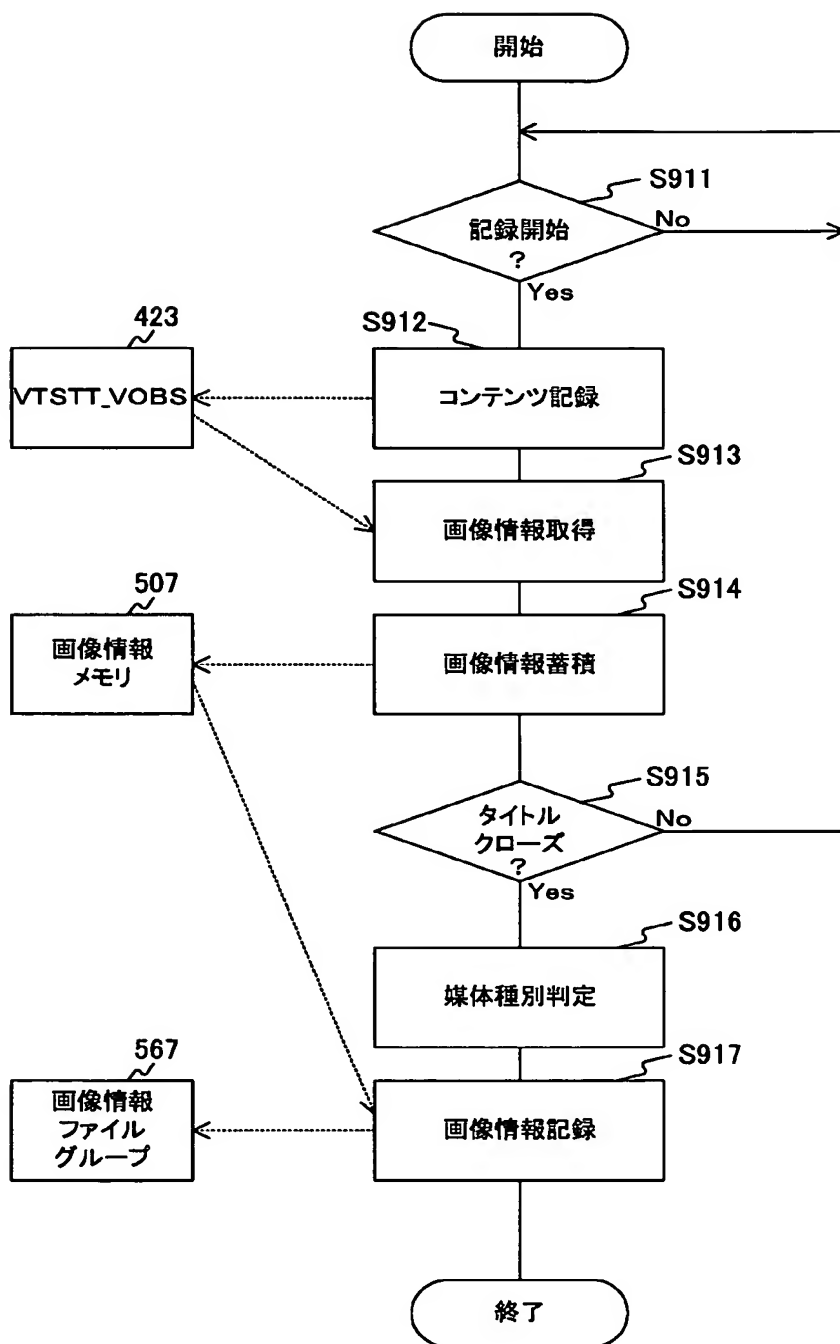 開始
S911
記録開始
?
No
Yes
423
S912
VTSTT_VOBS
コンテンツ記録
S913
画像情報取得
507
S914
画像情報
メモリ
画像情報蓄積
S915
タイトル
クローズ
?
No
Yes
S916
媒体種別判定
567
S917
画像情報
ファイル
グループ
画像情報記録
終了